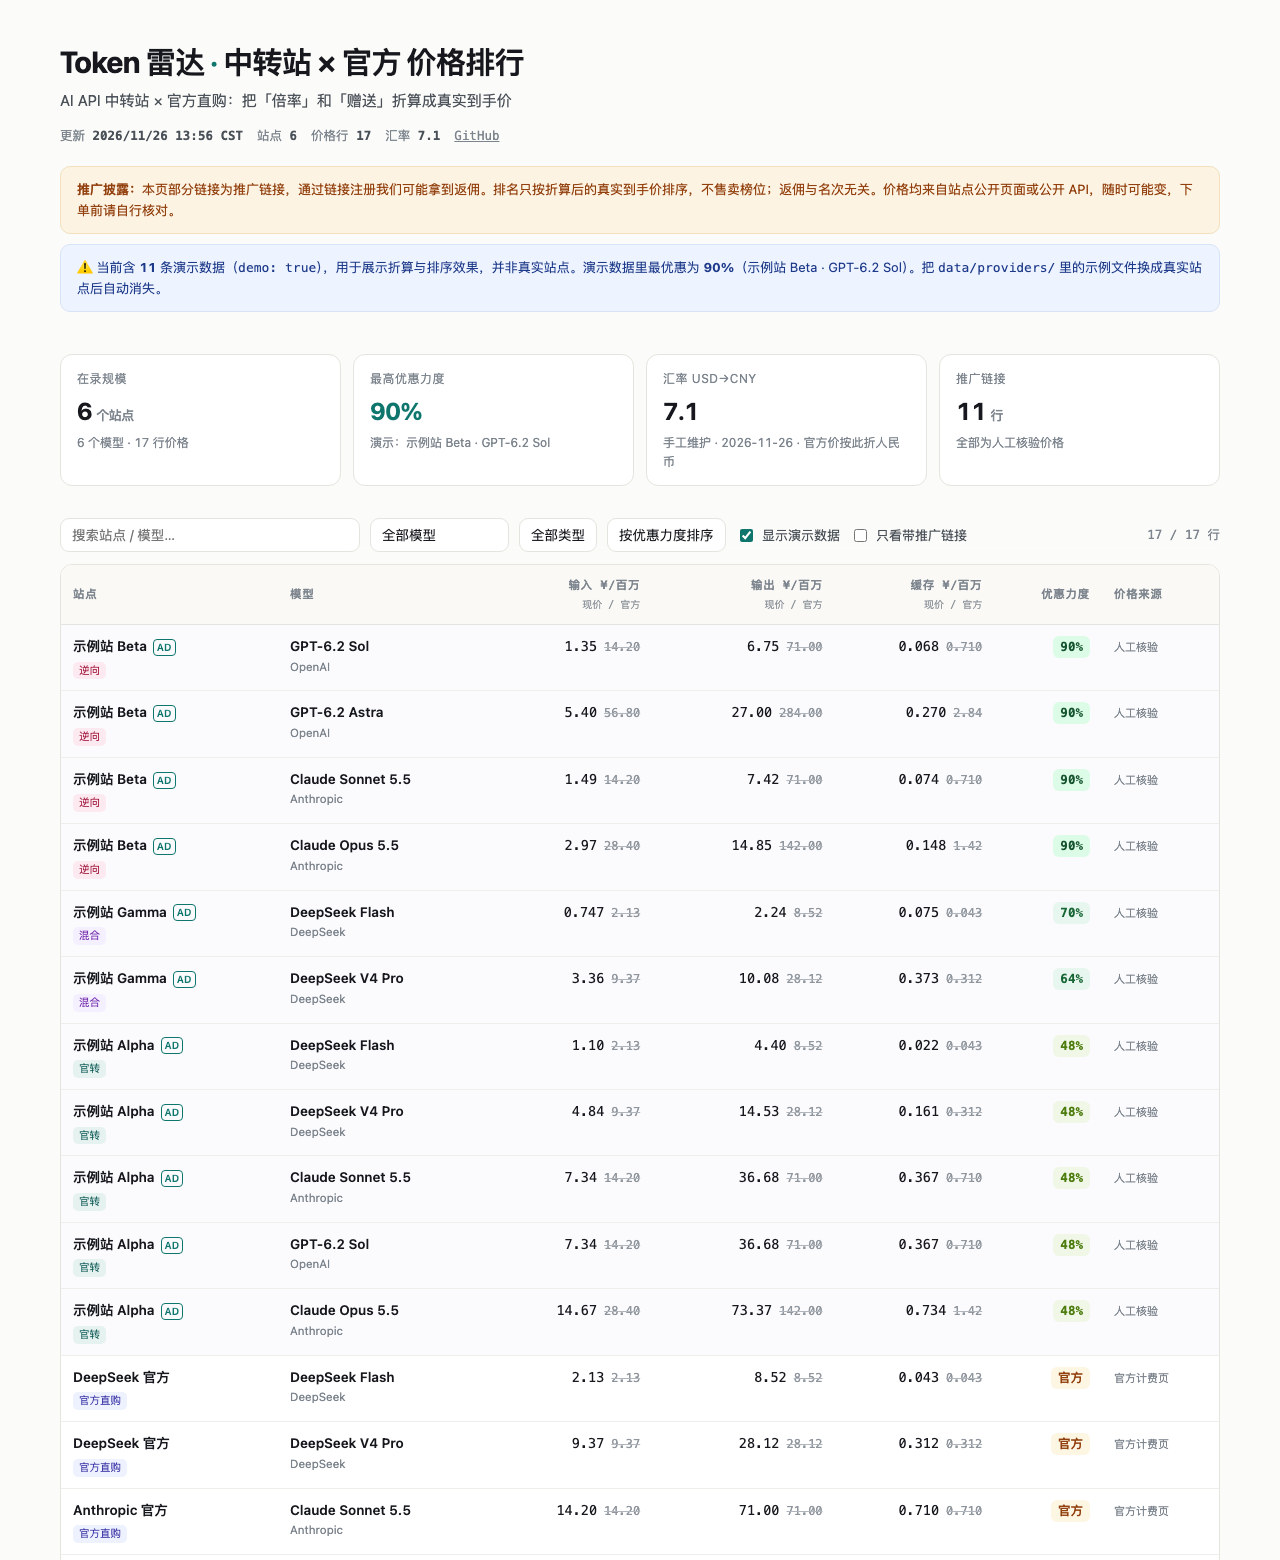 Token 雷达 · 中转站 × 官方 价格排行
AI API 中转站 × 官方直购：把「倍率」和「赠送」折算成真实到手价
更新 2026/11/26 13:56 CST 站点 6 价格行 17 汇率 7.1 GitHub
推广披露：本页部分链接为推广链接，通过链接注册我们可能拿到返佣。排名只按折算后的真实到手价排序，不售卖榜位；返佣与名次无关。价格均来自站点公开页面或公开 API，随时可能变，下
单前请自行核对。
⚠️ 当前含 11 条演示数据（demo: true），用于展示折算与排序效果，并非真实站点。演示数据里最优惠为 90%（示例站 Beta · GPT-6.2 Sol）。把 data/providers/ 里的示例文件换成真实站
点后自动消失。
在录规模
6 个站点
6 个模型 · 17 行价格
最高优惠力度
90%
演示：示例站 Beta · GPT-6.2 Sol
汇率 USD→CNY
7.1
手工维护 · 2026-11-26 · 官方价按此折人民
币
推广链接
11 行
全部为人工核验价格
搜索站点 / 模型... 全部模型 全部类型 按优惠力度排序 显示演示数据 只看带推广链接 17 / 17 行
站点 模型 输入 ¥/百万 输出 ¥/百万 缓存 ¥/百万 优惠力度 价格来源
现价 / 官方 现价 / 官方 现价 / 官方
示例站 Beta AD GPT-6.2 Sol 1.35 14.20 6.75 71.00 0.068 0.710 90% 人工核验
逆向 OpenAI
示例站 Beta AD GPT-6.2 Astra 5.40 56.80 27.00 284.00 0.270 2.84 90% 人工核验
逆向 OpenAI
示例站 Beta AD Claude Sonnet 5.5 1.49 14.20 7.42 71.00 0.074 0.710 90% 人工核验
逆向 Anthropic
示例站 Beta AD Claude Opus 5.5 2.97 28.40 14.85 142.00 0.148 1.42 90% 人工核验
逆向 Anthropic
示例站 Gamma AD DeepSeek Flash 0.747 2.13 2.24 8.52 0.075 0.043 70% 人工核验
混合 DeepSeek
示例站 Gamma AD DeepSeek V4 Pro 3.36 9.37 10.08 28.12 0.373 0.312 64% 人工核验
混合 DeepSeek
示例站 Alpha AD DeepSeek Flash 1.10 2.13 4.40 8.52 0.022 0.043 48% 人工核验
官转 DeepSeek
示例站 Alpha AD DeepSeek V4 Pro 4.84 9.37 14.53 28.12 0.161 0.312 48% 人工核验
官转 DeepSeek
示例站 Alpha AD Claude Sonnet 5.5 7.34 14.20 36.68 71.00 0.367 0.710 48% 人工核验
官转 Anthropic
示例站 Alpha AD GPT-6.2 Sol 7.34 14.20 36.68 71.00 0.367 0.710 48% 人工核验
官转 OpenAI
示例站 Alpha AD Claude Opus 5.5 14.67 28.40 73.37 142.00 0.734 1.42 48% 人工核验
官转 Anthropic
DeepSeek 官方 DeepSeek Flash 2.13 2.13 8.52 8.52 0.043 0.043 官方 官方计费页
官方直购 DeepSeek
DeepSeek 官方 DeepSeek V4 Pro 9.37 9.37 28.12 28.12 0.312 0.312 官方 官方计费页
官方直购 DeepSeek
Anthropic 官方 Claude Sonnet 5.5 14.20 14.20 71.00 71.00 0.710 0.710 官方 官方计费页
官方直购 Anthropic